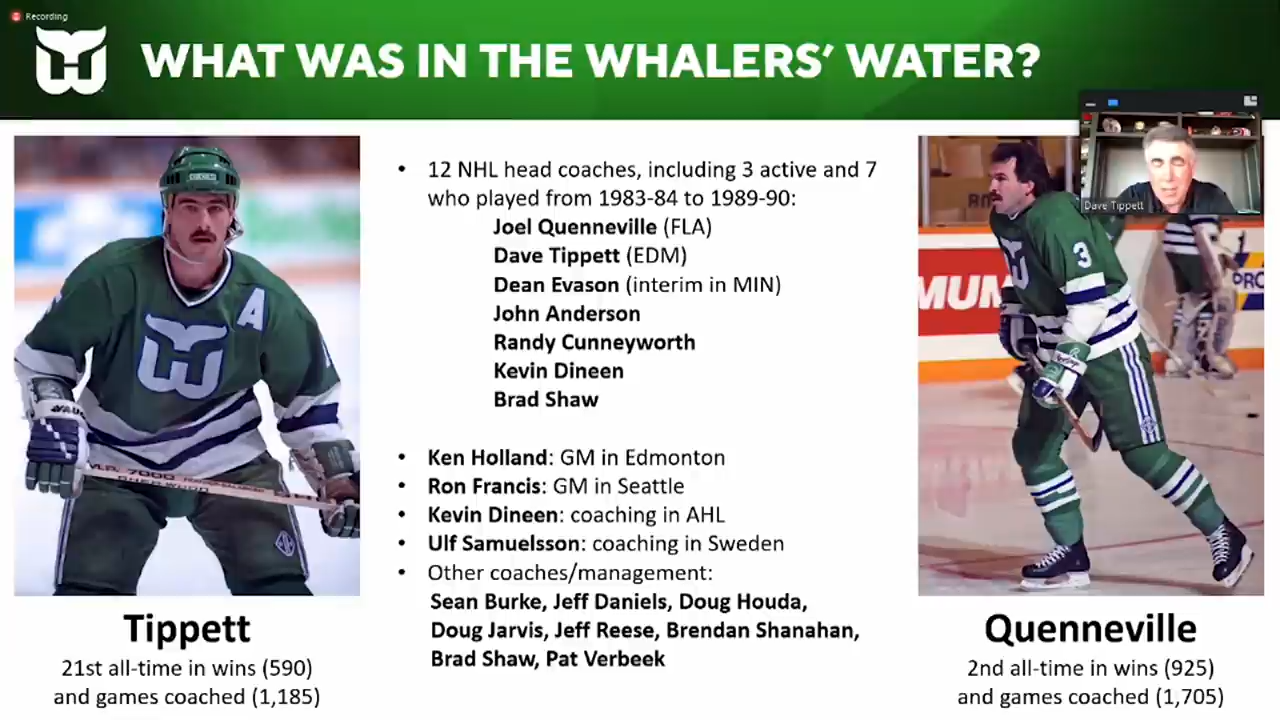 Recording
WHAT WAS IN THE WHALERS' WATER?
Dave Tippett
A
3
MUM
• 12 NHL head coaches, including 3 active and 7
who played from 1983-84 to 1989-90:
Joel Quenneville (FLA)
Dave Tippett (EDM)
Dean Evason (interim in MIN)
John Anderson
Randy Cunneyworth
Kevin Dineen
Brad Shaw
• Ken Holland: GM in Edmonton
• Ron Francis: GM in Seattle
• Kevin Dineen: coaching in AHL
• Ulf Samuelsson: coaching in Sweden
• Other coaches/management:
Sean Burke, Jeff Daniels, Doug Houda,
Doug Jarvis, Jeff Reese, Brendan Shanahan,
Brad Shaw, Pat Verbeek
Tippett
21st all-time in wins (590)
and games coached (1,185)
Quenneville
2nd all-time in wins (925)
and games coached (1,705)